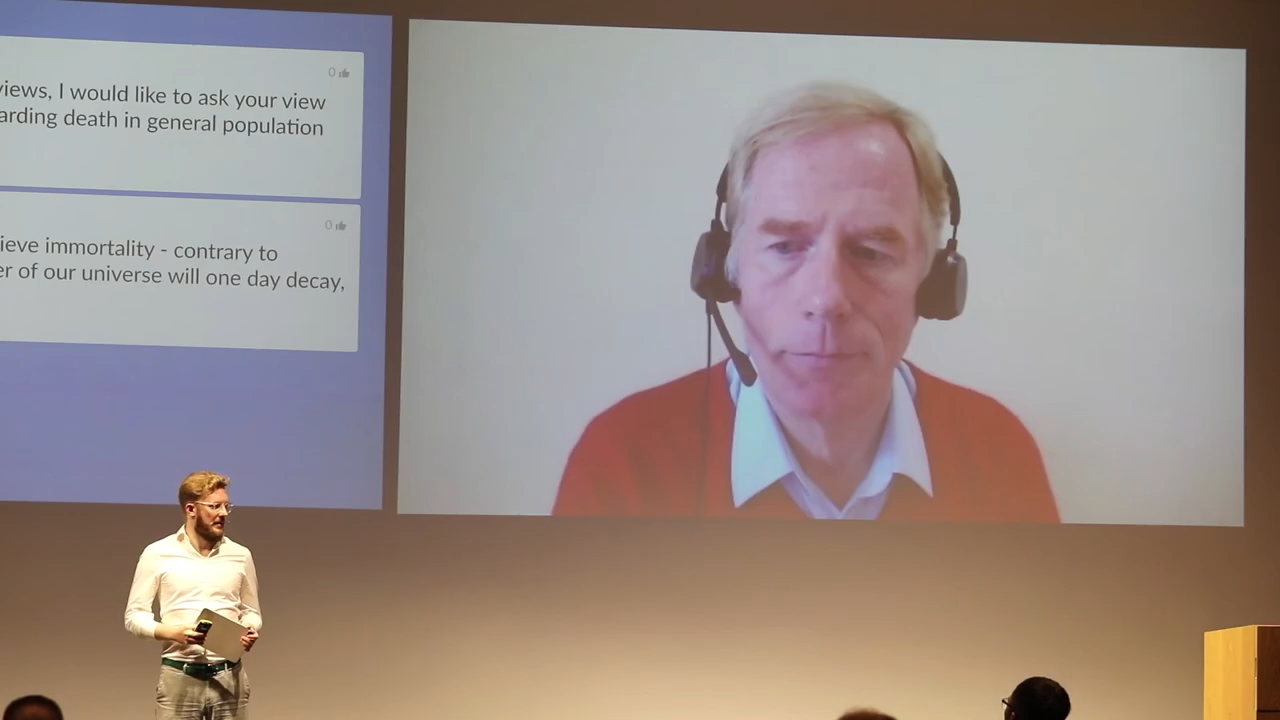 views, I would like to ask your view
arding death in general population
0
ieve immortality - contrary to
er of our universe will one day decay,
0